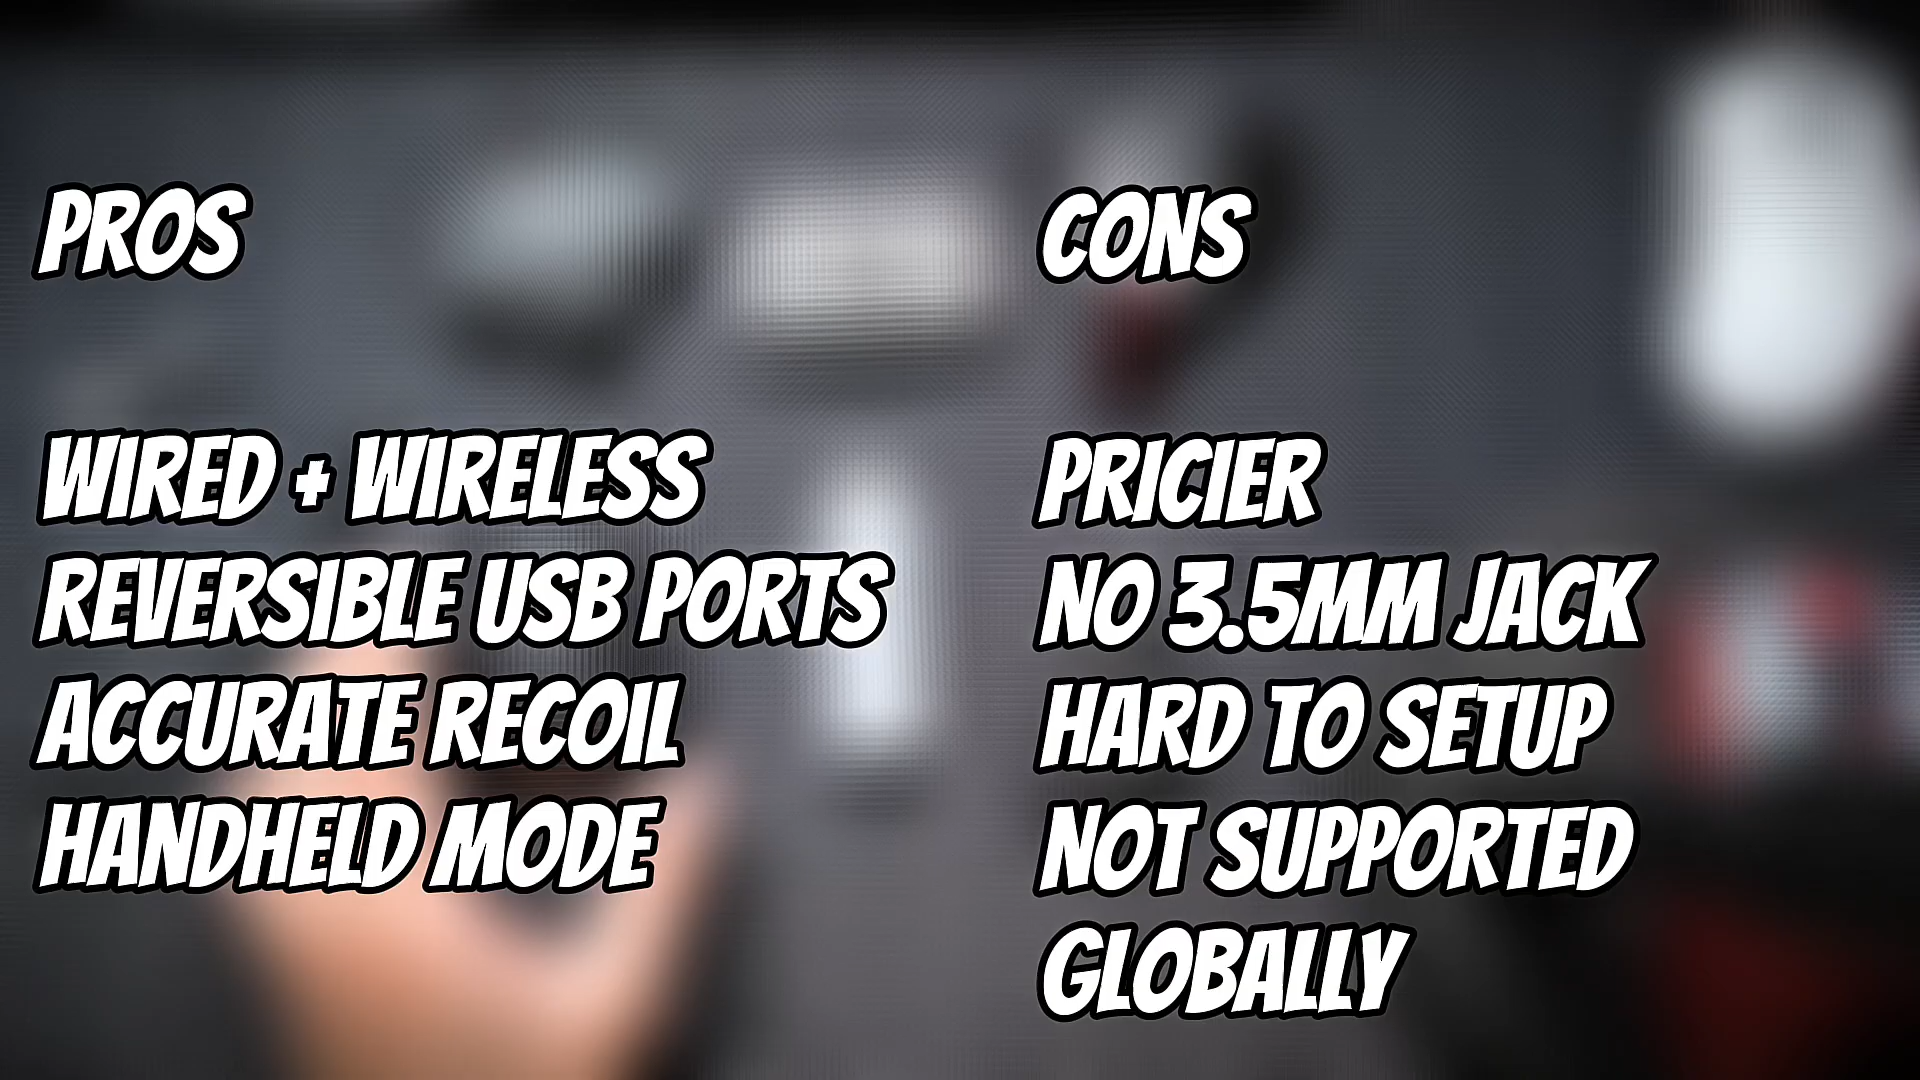 PROS
WIRED + WIRELESS
REVERSIBLE USB PORTS
ACCURATE RECOIL
HANDHELD MODE
CONS
PRICIER
NO 3.5MM JACK
HARD TO SETUP
NOT SUPPORTED
GLOBALLY